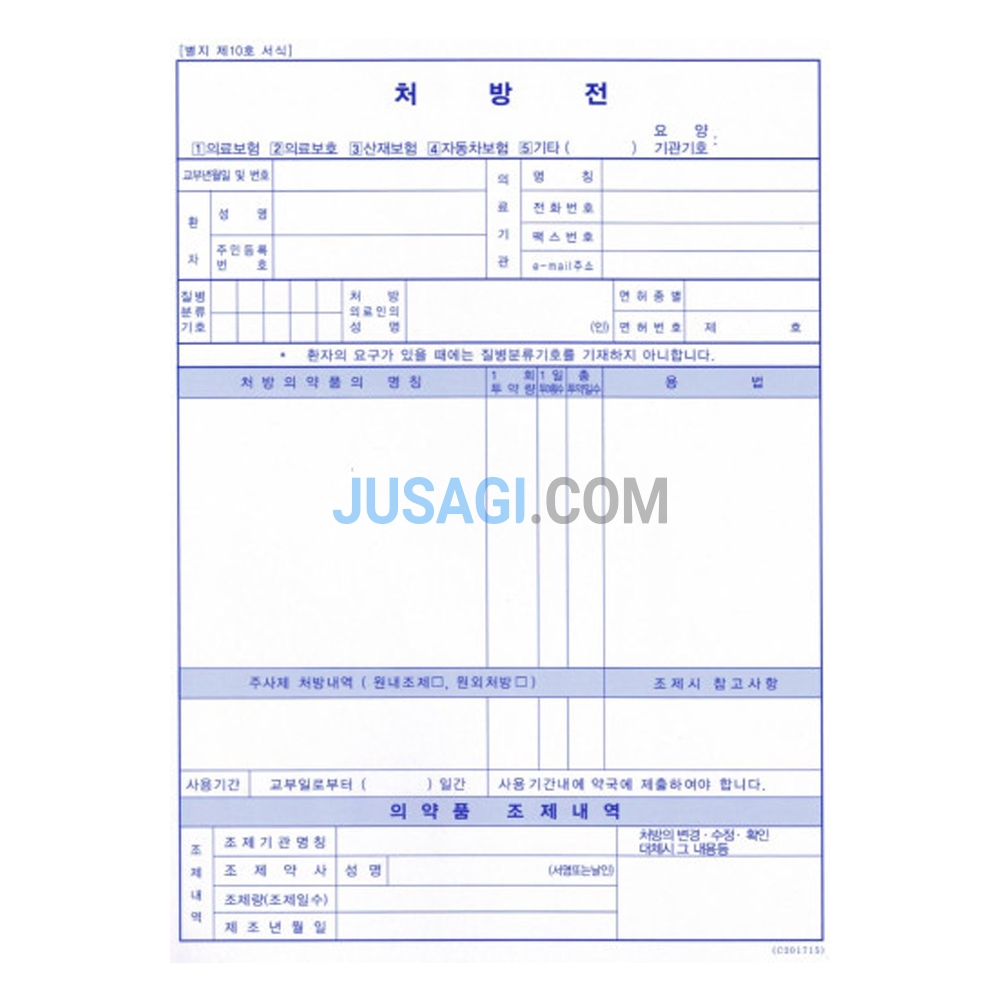 [별지 제10호 서식]
처 방 전
요 양
1 의료보험 2 의료보호 3 산재보험 4 자동차보험 5 기타 ( ) 기관기호 :
교부년월일 및 번호
환 자
성 명
주민등록
번 호
의 료 기 관
명 칭
전화번호
팩스번호
e-mail주소
질병
분류
기호
처 방
의료인의
성 명
(인)
면허종별
면허번호 제 호
* 환자의 요구가 있을 때에는 질병분류기호를 기재하지 아니합니다.
처방의약품의 명칭
1 회
투약량
1 일
투여횟수
총
투약일수
용 법
JUSAGI.COM
주사제 처방내역 ( 원내조제□, 원외처방□ )
조제시 참고사항
사용기간 교부일로부터 ( ) 일간 사용기간내에 약국에 제출하여야 합니다.
의약품 조제내역
조 제 내 역
조제기관명칭
조제약사 성명 (서명또는날인)
조제량(조제일수)
제조년월일
처방의 변경·수정· 확인
대체시 그 내용등
(C201715)